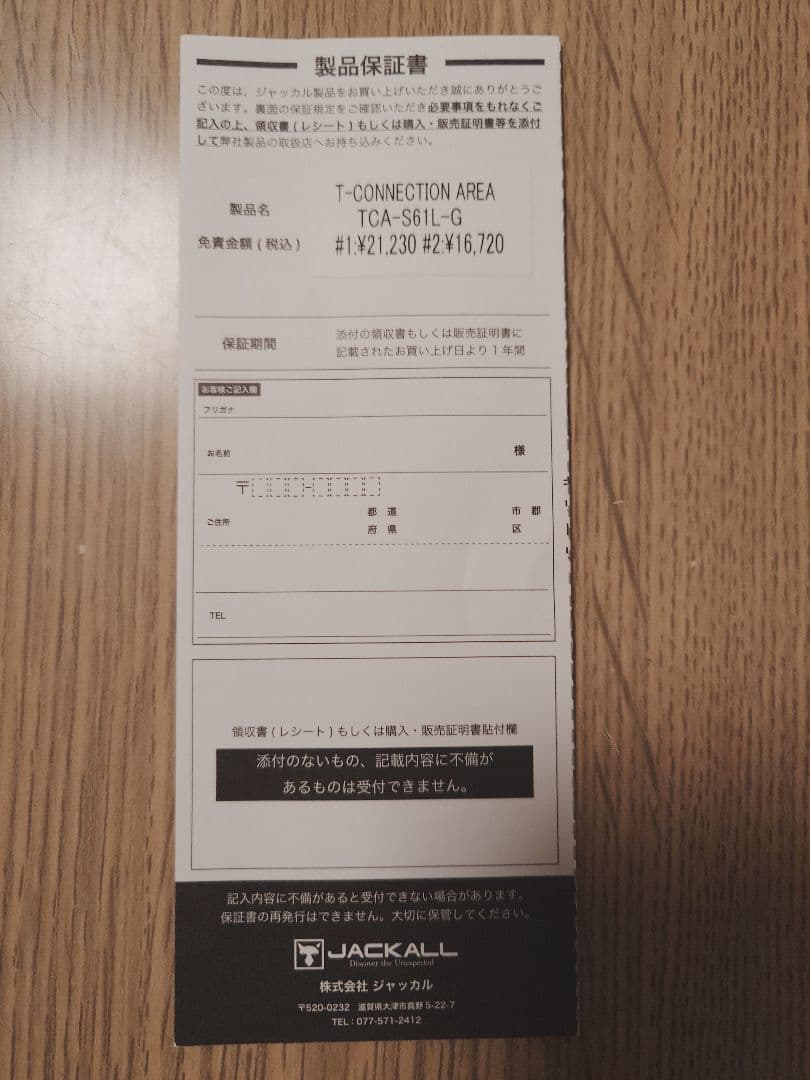 製品保証書
この度は、ジャッカル製品をお買い上げいただき誠にありがとうご
ざいます。裏面の保証規定をご確認いただき必要事項をもれなくご
記入の上、領収書(レシート)もしくは購入・販売証明書等を添付
して弊社製品の取扱店へお持ち込みください。
製品名
T-CONNECTION AREA
TCA-S61L-G
免責金額(税込)
#1:¥21,230 #2:¥16,720
保証期間
添付の領収書もしくは販売証明書に
記載されたお買い上げ日より1年間
お客様ご記入欄
フリガナ
お名前 様
〒
ご住所
都 道 市 郡
府 県 区
TEL
領収書(レシート)もしくは購入・販売証明書貼付欄
添付のないもの、記載内容に不備が
あるものは受付できません。
記入内容に不備があると受付できない場合があります。
保証書の再発行はできません。大切に保管してください。
JACKALL
Discover the Unexpected
株式会社 ジャッカル
〒520-0232 滋賀県大津市真野5-22-7
TEL:077-571-2412